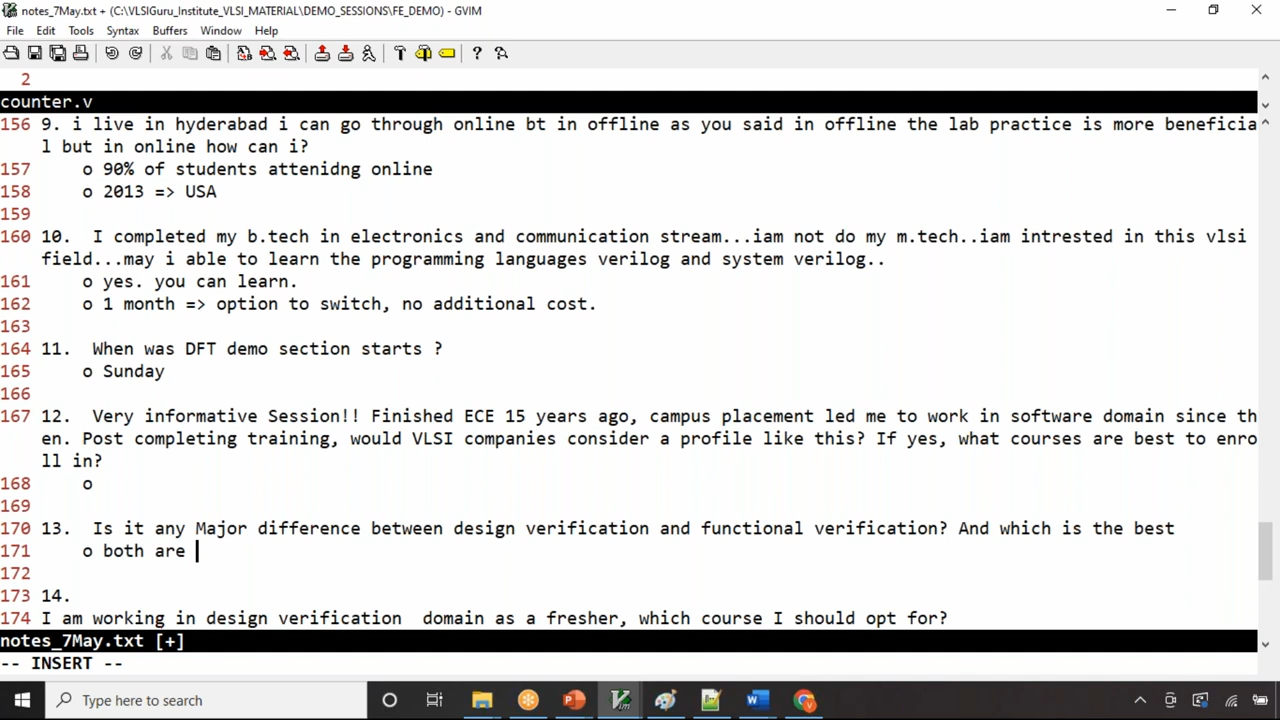 notes_7May.txt + (C:\VLSIGuru_Institute_VLSI_MATERIAL\DEMO_SESSIONS\FE_DEMO) - GVIM
File Edit Tools Syntax Buffers Window Help
2
counter.v
156 9. i live in hyderabad i can go through online bt in offline as you said in offline the lab practice is more beneficia
l but in online how can i?
157 o 90% of students attenidng online
158 o 2013 => USA
159
160 10. I completed my b.tech in electronics and communication stream...iam not do my m.tech..iam intrested in this vlsi
field...may i able to learn the programming languages verilog and system verilog..
161 o yes. you can learn.
162 o 1 month => option to switch, no additional cost.
163
164 11. When was DFT demo section starts ?
165 o Sunday
166
167 12. Very informative Session!! Finished ECE 15 years ago, campus placement led me to work in software domain since th
en. Post completing training, would VLSI companies consider a profile like this? If yes, what courses are best to enro
ll in?
168 o
169
170 13. Is it any Major difference between design verification and functional verification? And which is the best
171 o both are
172
173 14.
174 I am working in design verification  domain as a fresher, which course I should opt for?
notes_7May.txt [+]
-- INSERT --
Type here to search